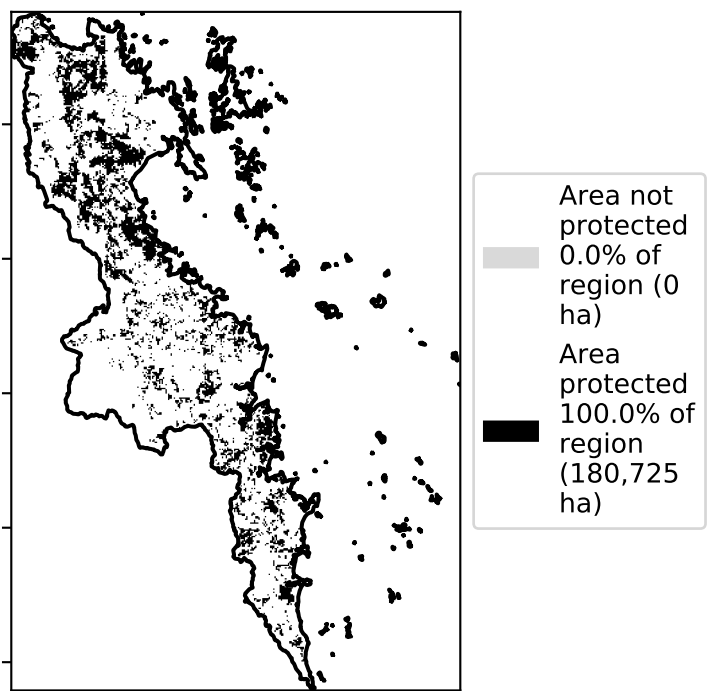 Area not
protected
0.0% of
region (0
ha)
Area
protected
100.0% of
region
(180,725
ha)